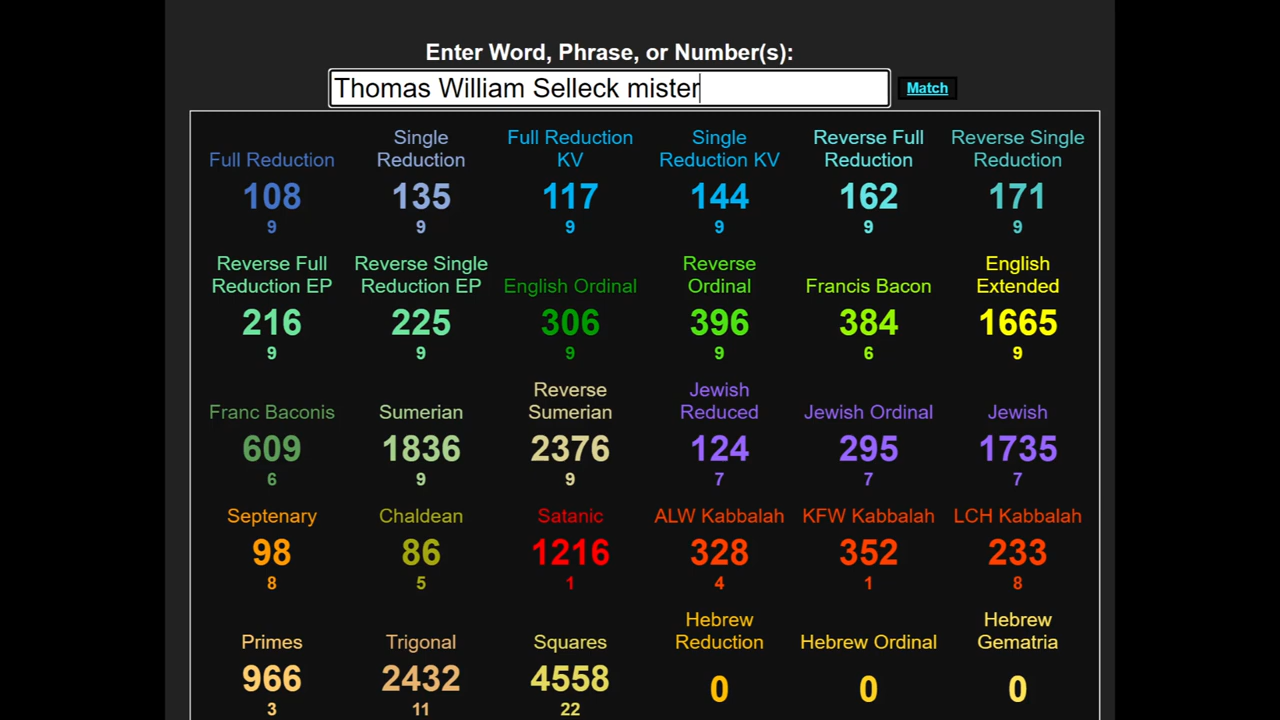 Enter Word, Phrase, or Number(s):
Thomas William Selleck mister Match
Full Reduction Single Reduction Full Reduction KV Single Reduction KV Reverse Full Reduction Reverse Single Reduction
108 135 117 144 162 171
9 9 9 9 9 9
Reverse Full Reduction EP Reverse Single Reduction EP English Ordinal Reverse Ordinal Francis Bacon English Extended
216 225 306 396 384 1665
9 9 9 9 6 9
Franc Baconis Sumerian Reverse Sumerian Jewish Reduced Jewish Ordinal Jewish
609 1836 2376 124 295 1735
6 9 9 7 7 7
Septenary Chaldean Satanic ALW Kabbalah KFW Kabbalah LCH Kabbalah
98 86 1216 328 352 233
8 5 1 4 1 8
Primes Trigonal Squares Hebrew Reduction Hebrew Ordinal Hebrew Gematria
966 2432 4558 0 0 0
3 11 22